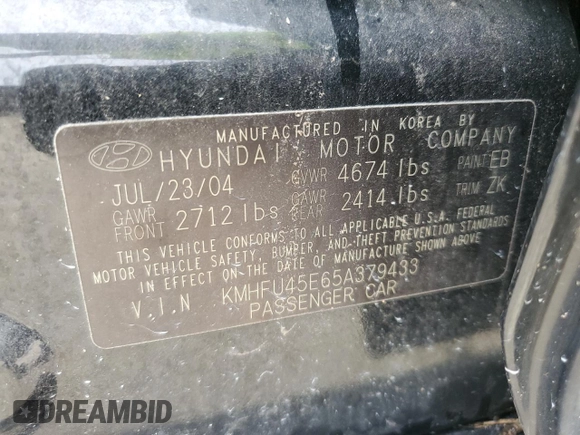 MANUFACTURED IN KOREA BY
HYUNDAI MOTOR COMPANY
JUL/23/04 GVWR 4674 lbs PAINT EB
GAWR FRONT 2712 lbs GAWR REAR 2414 lbs TRIM ZK
THIS VEHICLE CONFORMS TO ALL APPLICABLE U.S.A. FEDERAL
MOTOR VEHICLE SAFETY, BUMPER, AND THEFT PREVENTION STANDARDS
IN EFFECT ON THE DATE OF MANUFACTURE SHOWN ABOVE
V.I.N KMHFU45E65A379433
PASSENGER CAR
DREAMBID